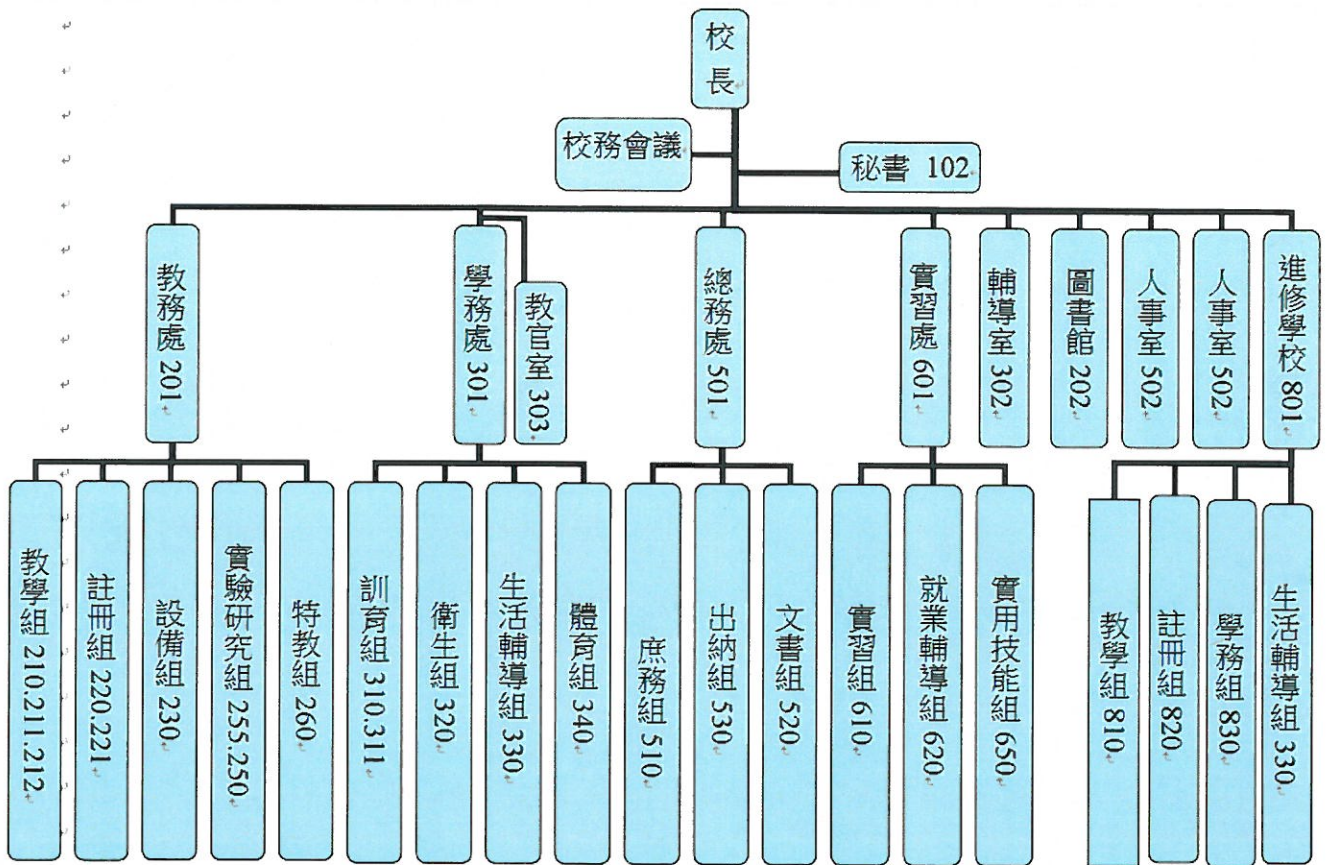 校長
校務會議
秘書 102
教務處 201
學務處 301
教官室 303
總務處 501
實習處 601
輔導室 302
圖書館 202
人事室 502
人事室 502
進修學校 801
教學組 210.211.212
註冊組 220.221
設備組 230
實驗研究組 255.250
特教組 260
訓育組 310.311
衛生組 320
生活輔導組 330
體育組 340
庶務組 510
出納組 530
文書組 520
實習組 610
就業輔導組 620
實用技能組 650
教學組 810
註冊組 820
學務組 830
生活輔導組 330